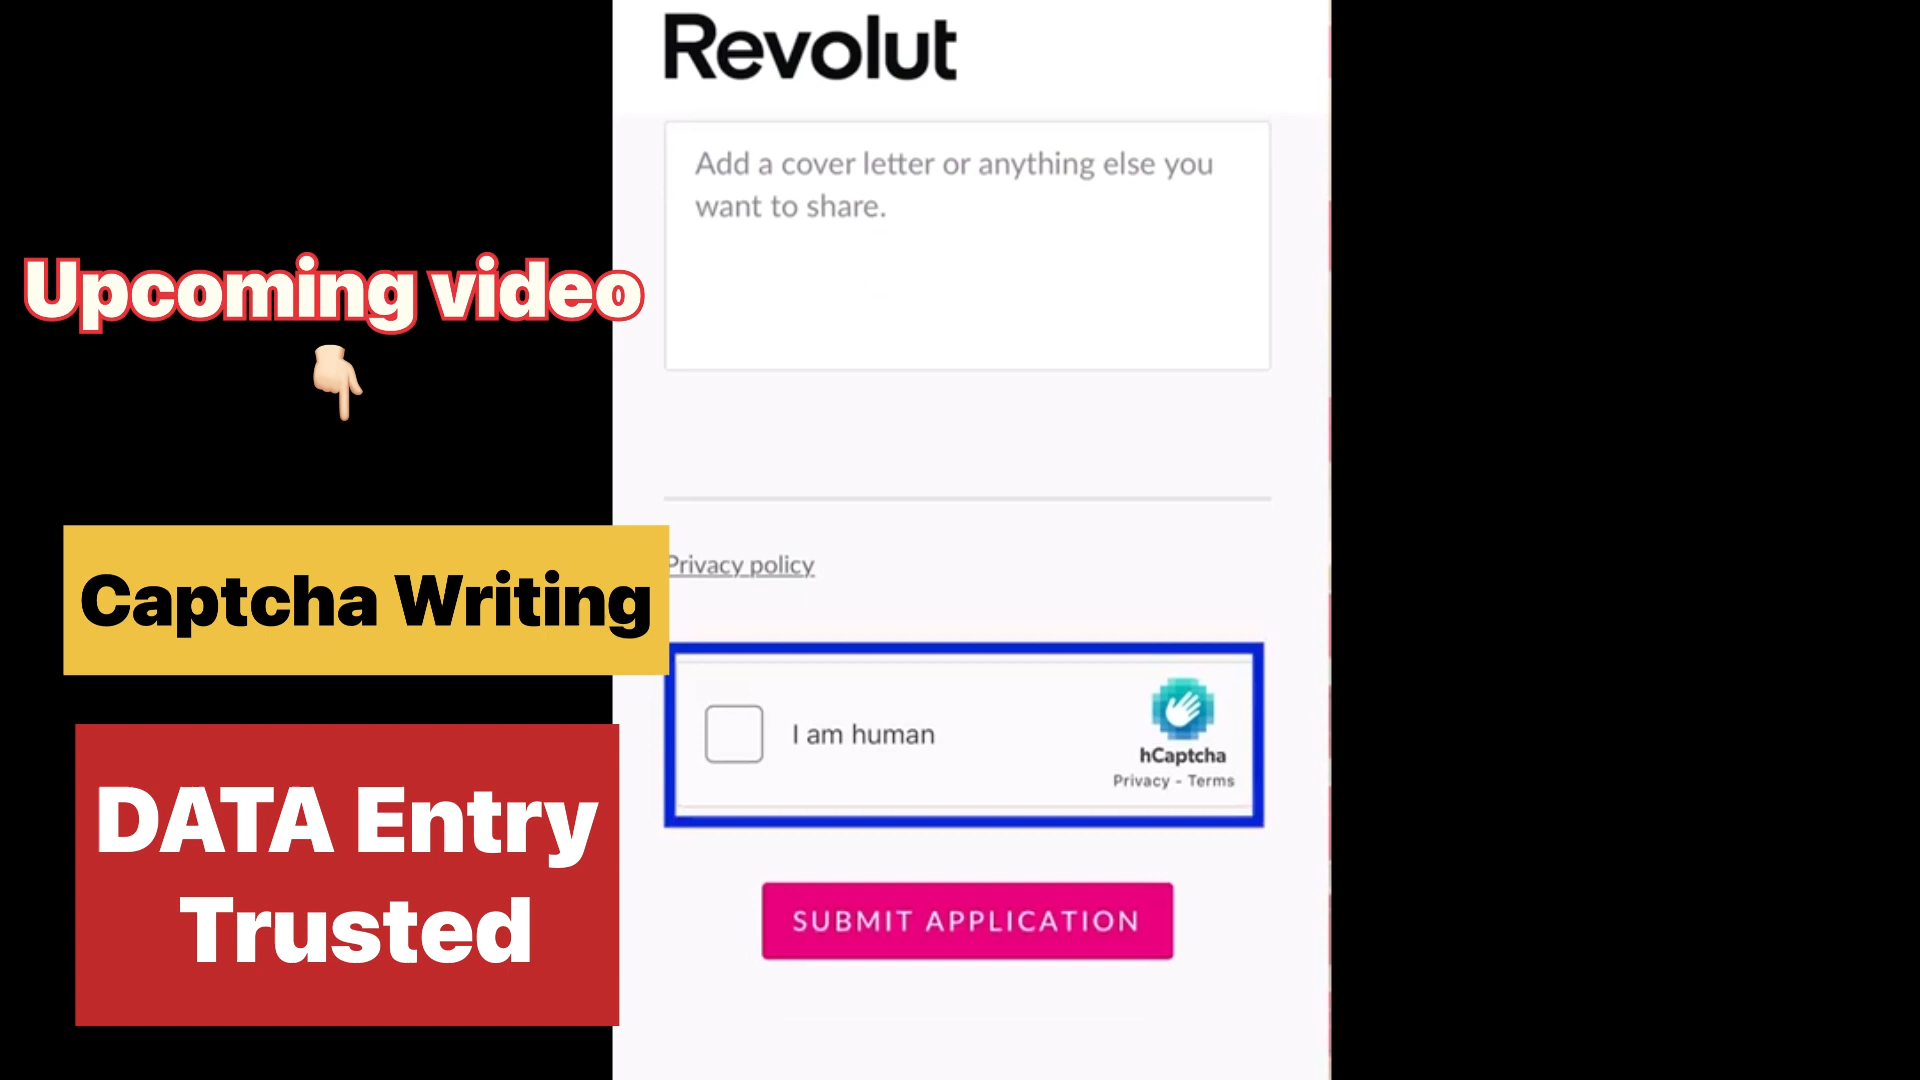 Revolut
Add a cover letter or anything else you
want to share.
Upcoming video
Privacy policy
Captcha Writing
I am human
hCaptcha
Privacy - Terms
DATA Entry
Trusted
SUBMIT APPLICATION